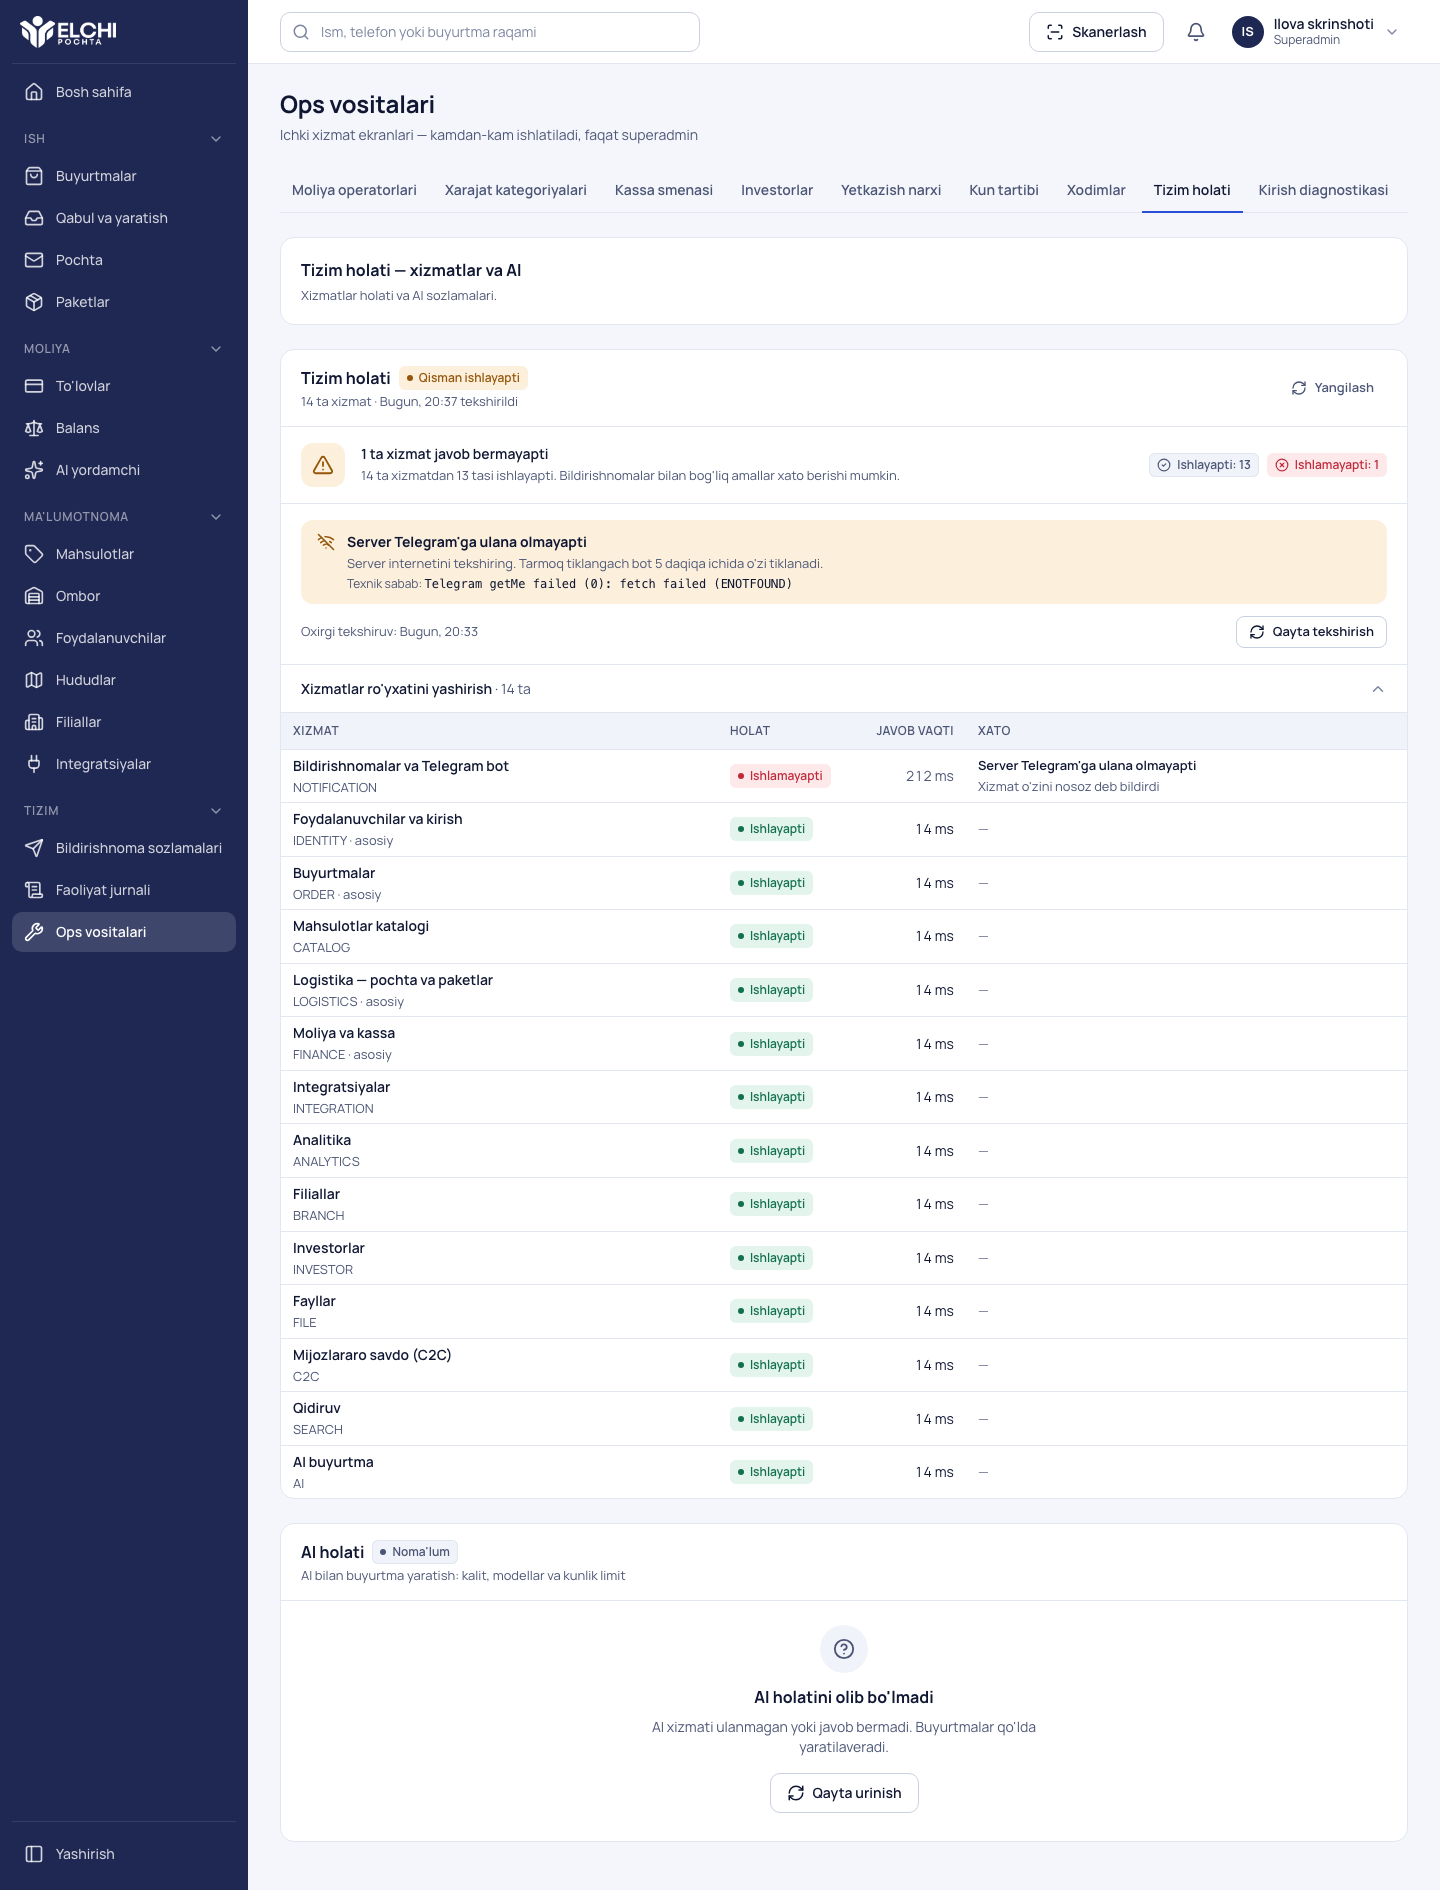 ELCHI
POCHTA
Ism, telefon yoki buyurtma raqami
Skanerlash
IS
Ilova skrinshoti
Superadmin
Bosh sahifa
ISH
Buyurtmalar
Qabul va yaratish
Pochta
Paketlar
MOLIYA
To'lovlar
Balans
AI yordamchi
MA'LUMOTNOMA
Mahsulotlar
Ombor
Foydalanuvchilar
Hududlar
Filiallar
Integratsiyalar
TIZIM
Bildirishnoma sozlamalari
Faoliyat jurnali
Ops vositalari
Yashirish
Ops vositalari
Ichki xizmat ekranlari — kamdan-kam ishlatiladi, faqat superadmin
Moliya operatorlari Xarajat kategoriyalari Kassa smenasi Investorlar Yetkazish narxi Kun tartibi Xodimlar Tizim holati Kirish diagnostikasi
Tizim holati — xizmatlar va AI
Xizmatlar holati va AI sozlamalari.
Tizim holati Qisman ishlayapti
14 ta xizmat · Bugun, 20:37 tekshirildi
Yangilash
1 ta xizmat javob bermayapti
14 ta xizmatdan 13 tasi ishlayapti. Bildirishnomalar bilan bog'liq amallar xato berishi mumkin.
Ishlayapti: 13 Ishlamayapti: 1
Server Telegram'ga ulana olmayapti
Server internetini tekshiring. Tarmoq tiklangach bot 5 daqiqa ichida o'zi tiklanadi.
Texnik sabab: Telegram getMe failed (0): fetch failed (ENOTFOUND)
Oxirgi tekshiruv: Bugun, 20:33
Qayta tekshirish
Xizmatlar ro'yxatini yashirish · 14 ta
XIZMAT HOLAT JAVOB VAQTI XATO
Bildirishnomalar va Telegram bot
NOTIFICATION
Ishlamayapti 212 ms
Server Telegram'ga ulana olmayapti
Xizmat o'zini nosoz deb bildirdi
Foydalanuvchilar va kirish
IDENTITY · asosiy
Ishlayapti 14 ms —
Buyurtmalar
ORDER · asosiy
Ishlayapti 14 ms —
Mahsulotlar katalogi
CATALOG
Ishlayapti 14 ms —
Logistika — pochta va paketlar
LOGISTICS · asosiy
Ishlayapti 14 ms —
Moliya va kassa
FINANCE · asosiy
Ishlayapti 14 ms —
Integratsiyalar
INTEGRATION
Ishlayapti 14 ms —
Analitika
ANALYTICS
Ishlayapti 14 ms —
Filiallar
BRANCH
Ishlayapti 14 ms —
Investorlar
INVESTOR
Ishlayapti 14 ms —
Fayllar
FILE
Ishlayapti 14 ms —
Mijozlararo savdo (C2C)
C2C
Ishlayapti 14 ms —
Qidiruv
SEARCH
Ishlayapti 14 ms —
AI buyurtma
AI
Ishlayapti 14 ms —
AI holati Noma'lum
AI bilan buyurtma yaratish: kalit, modellar va kunlik limit
AI holatini olib bo'lmadi
AI xizmati ulanmagan yoki javob bermadi. Buyurtmalar qo'lda
yaratilaveradi.
Qayta urinish